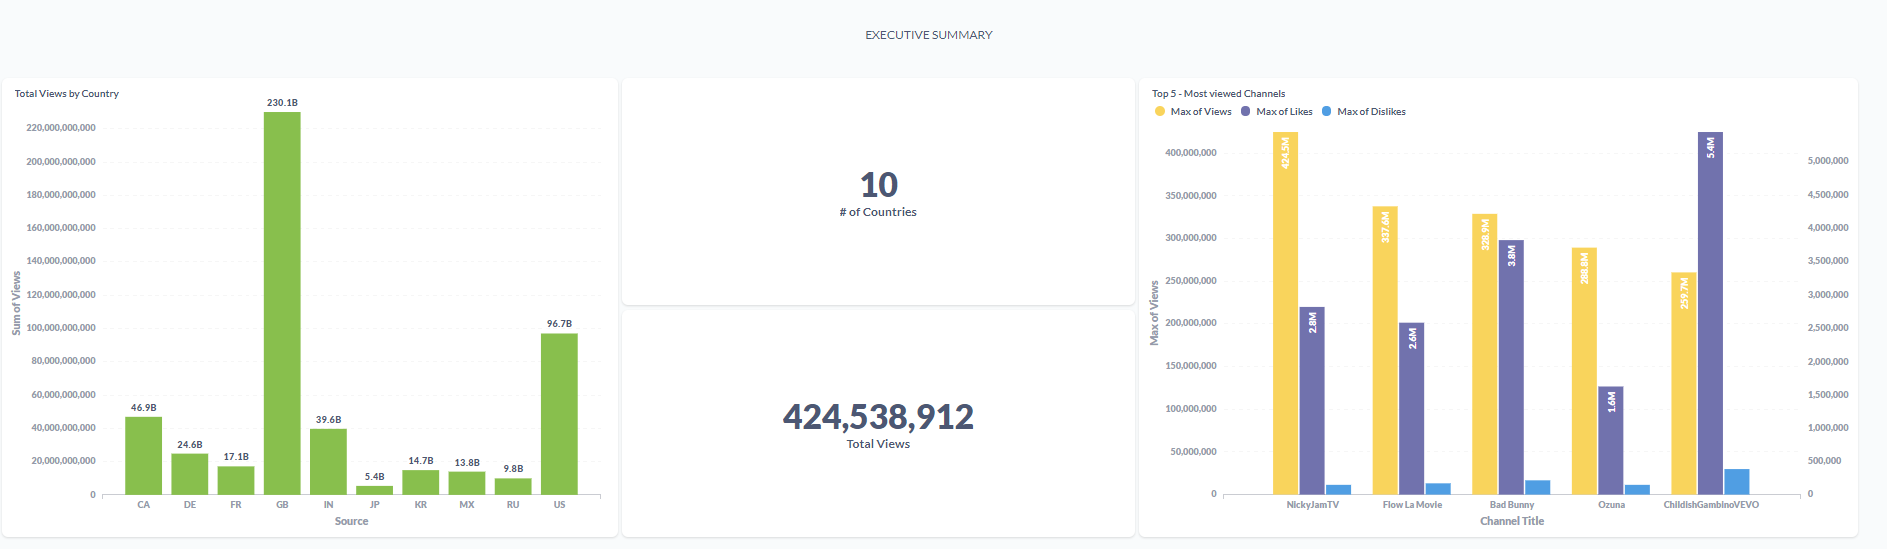 EXECUTIVE SUMMARY
Total Views by Country
230.1B
220,000,000,000
200,000,000,000
180,000,000,000
160,000,000,000
140,000,000,000
120,000,000,000
100,000,000,000
80,000,000,000
60,000,000,000
40,000,000,000
20,000,000,000
0
Sum of Views
46.9B
24.6B
17.1B
39.6B
5.4B
14.7B
13.8B
9.8B
96.7B
CA DE FR GB IN JP KR MX RU US
Source
10
# of Countries
424,538,912
Total Views
Top 5 - Most viewed Channels
Max of Views Max of Likes Max of Dislikes
400,000,000
350,000,000
300,000,000
250,000,000
200,000,000
150,000,000
100,000,000
50,000,000
0
Max of Views
424.5M
2.8M
337.6M
2.6M
328.9M
3.8M
288.8M
1.6M
259.7M
5.4M
5,000,000
4,500,000
4,000,000
3,500,000
3,000,000
2,500,000
2,000,000
1,500,000
1,000,000
500,000
0
NickyJamTV Flow La Movie Bad Bunny Ozuna ChildishGambinoVEVO
Channel Title